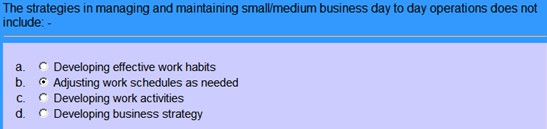 The strategies in managing and maintaining small/medium business day to day operations does not
include: -
a. Developing effective work habits
b. Adjusting work schedules as needed
c. Developing work activities
d. Developing business strategy